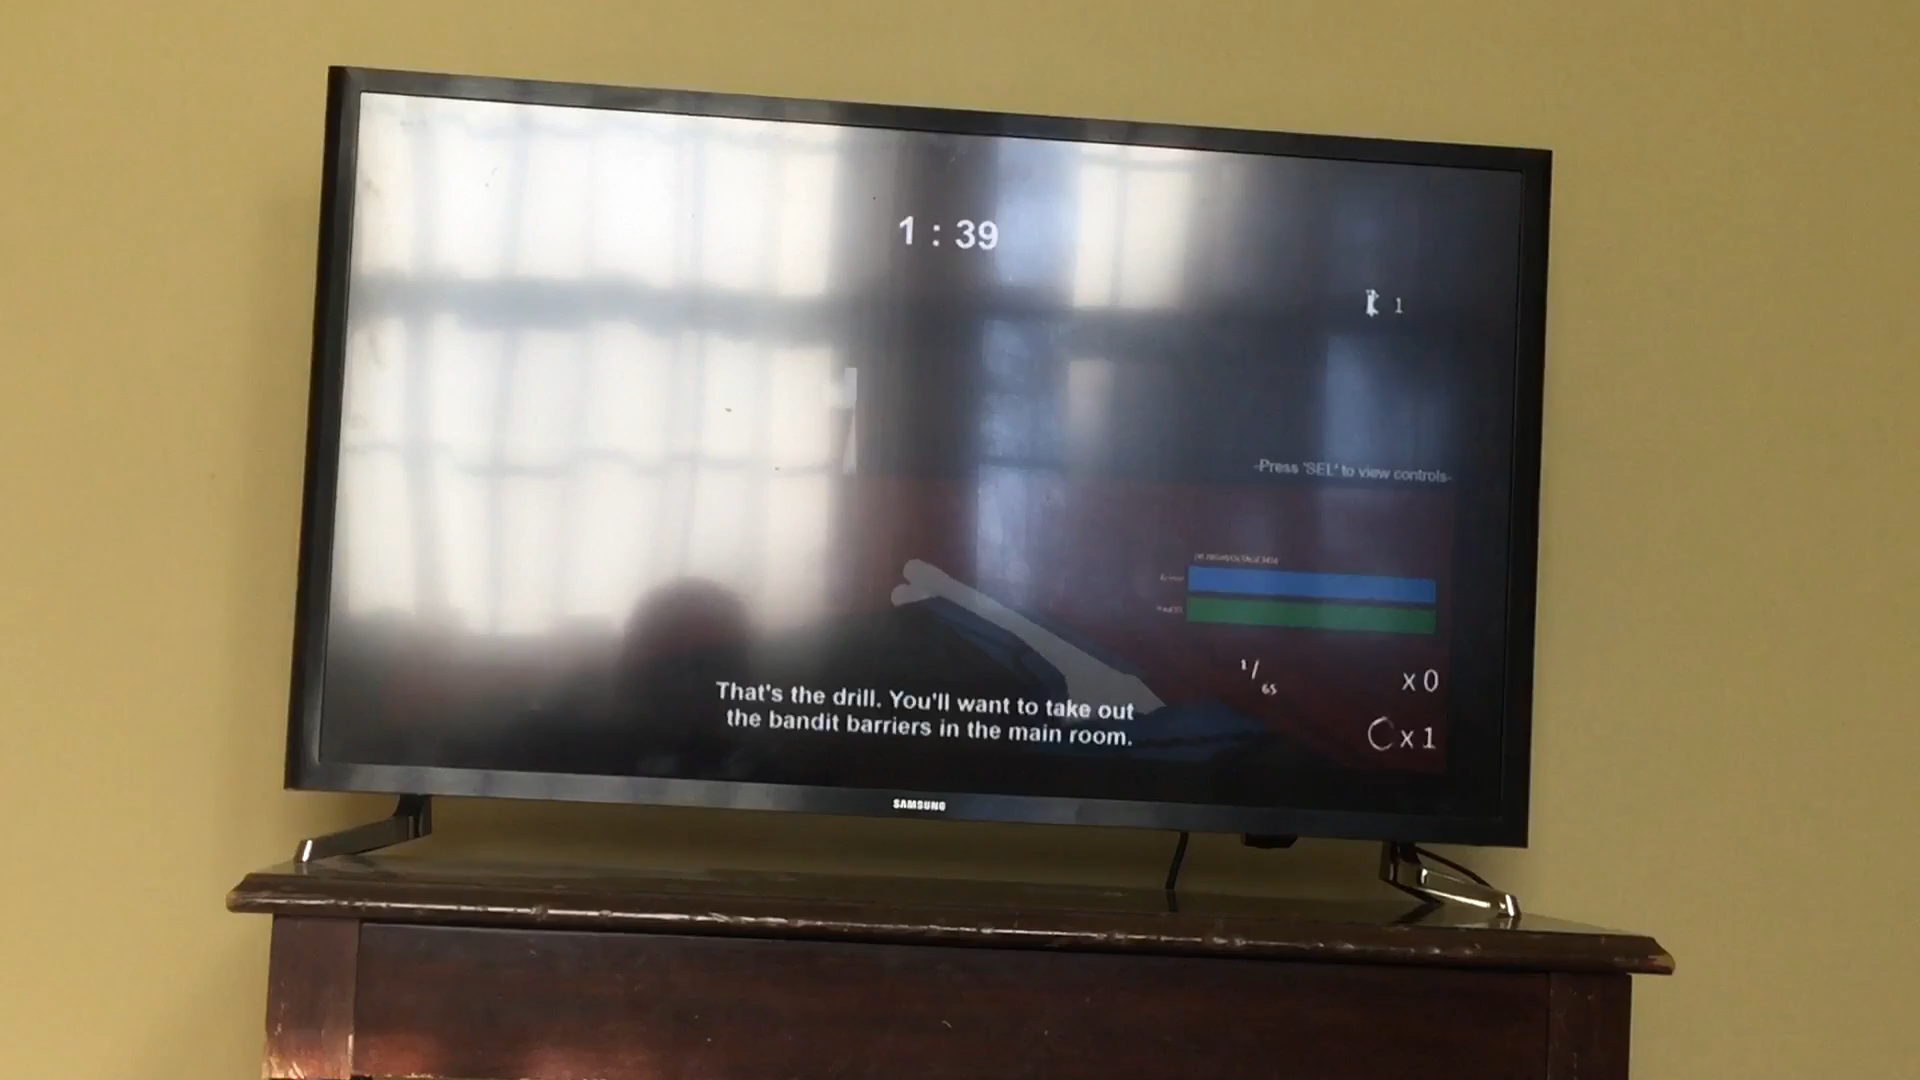 1 : 39
1
-Press 'SEL' to view controls-
1/65
x 0
x 1
That's the drill. You'll want to take out
the bandit barriers in the main room.
SAMSUNG